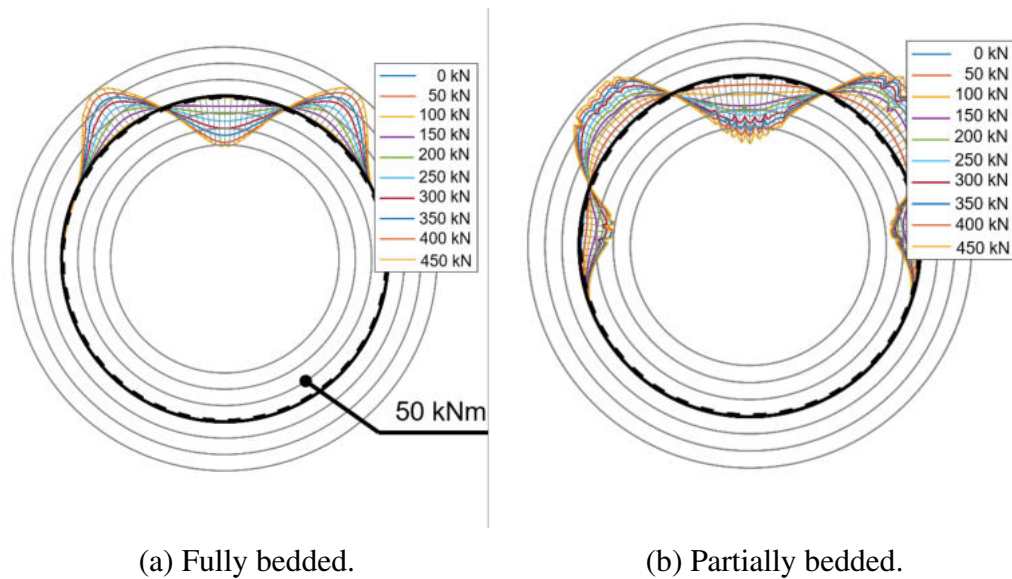 0 kN
50 kN
100 kN
150 kN
200 kN
250 kN
300 kN
350 kN
400 kN
450 kN
50 kNm
(a) Fully bedded.
0 kN
50 kN
100 kN
150 kN
200 kN
250 kN
300 kN
350 kN
400 kN
450 kN
(b) Partially bedded.